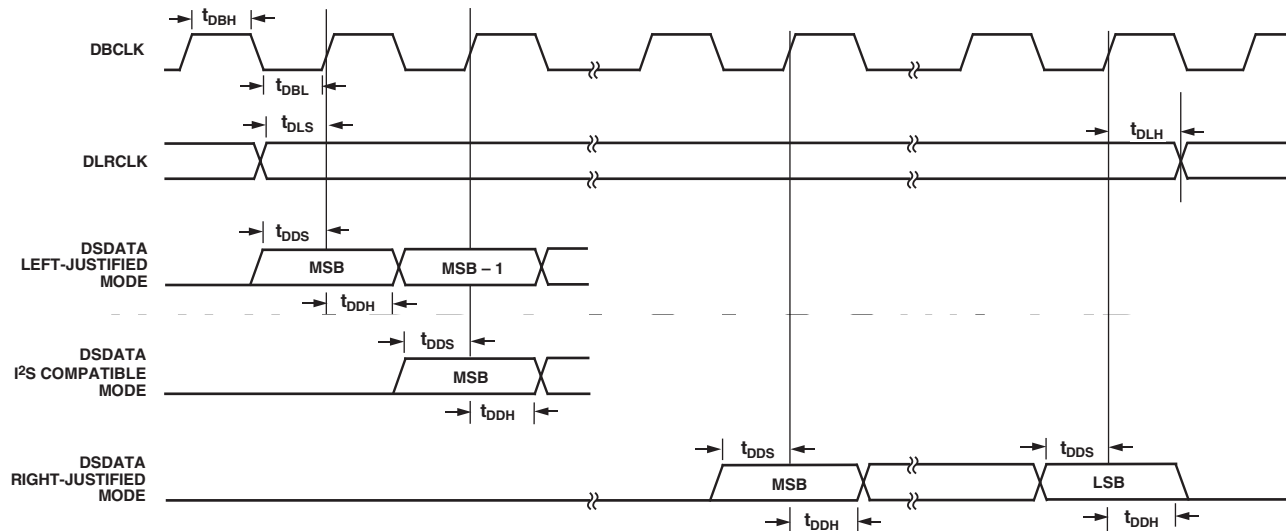 tDBH
DBCLK
tDBL
tDLS
tDLH
DLRCLK
tDDS
DSDATA
LEFT-JUSTIFIED
MODE
MSB
MSB – 1
tDDH
DSDATA
I²S COMPATIBLE
MODE
tDDS
MSB
tDDH
DSDATA
RIGHT-JUSTIFIED
MODE
tDDS
tDDS
MSB
LSB
tDDH
tDDH